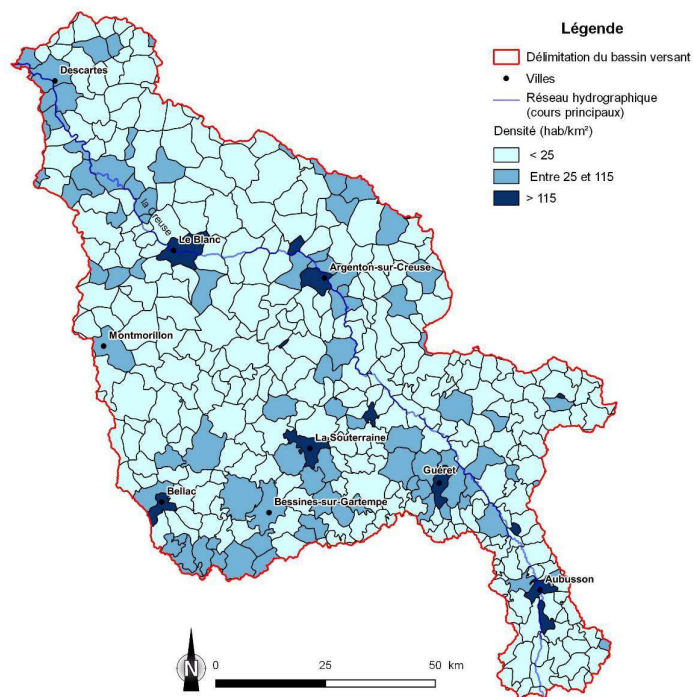 Légende
Délimitation du bassin versant
Villes
Réseau hydrographique
(cours principaux)
Densité (hab/km²)
< 25
Entre 25 et 115
> 115
Descartes
la Creuse
Le Blanc
Argenton-sur-Creuse
Montmorillon
La Souterraine
Guéret
Bellac
Bessines-sur-Gartempe
Aubusson
N
0 25 50 km